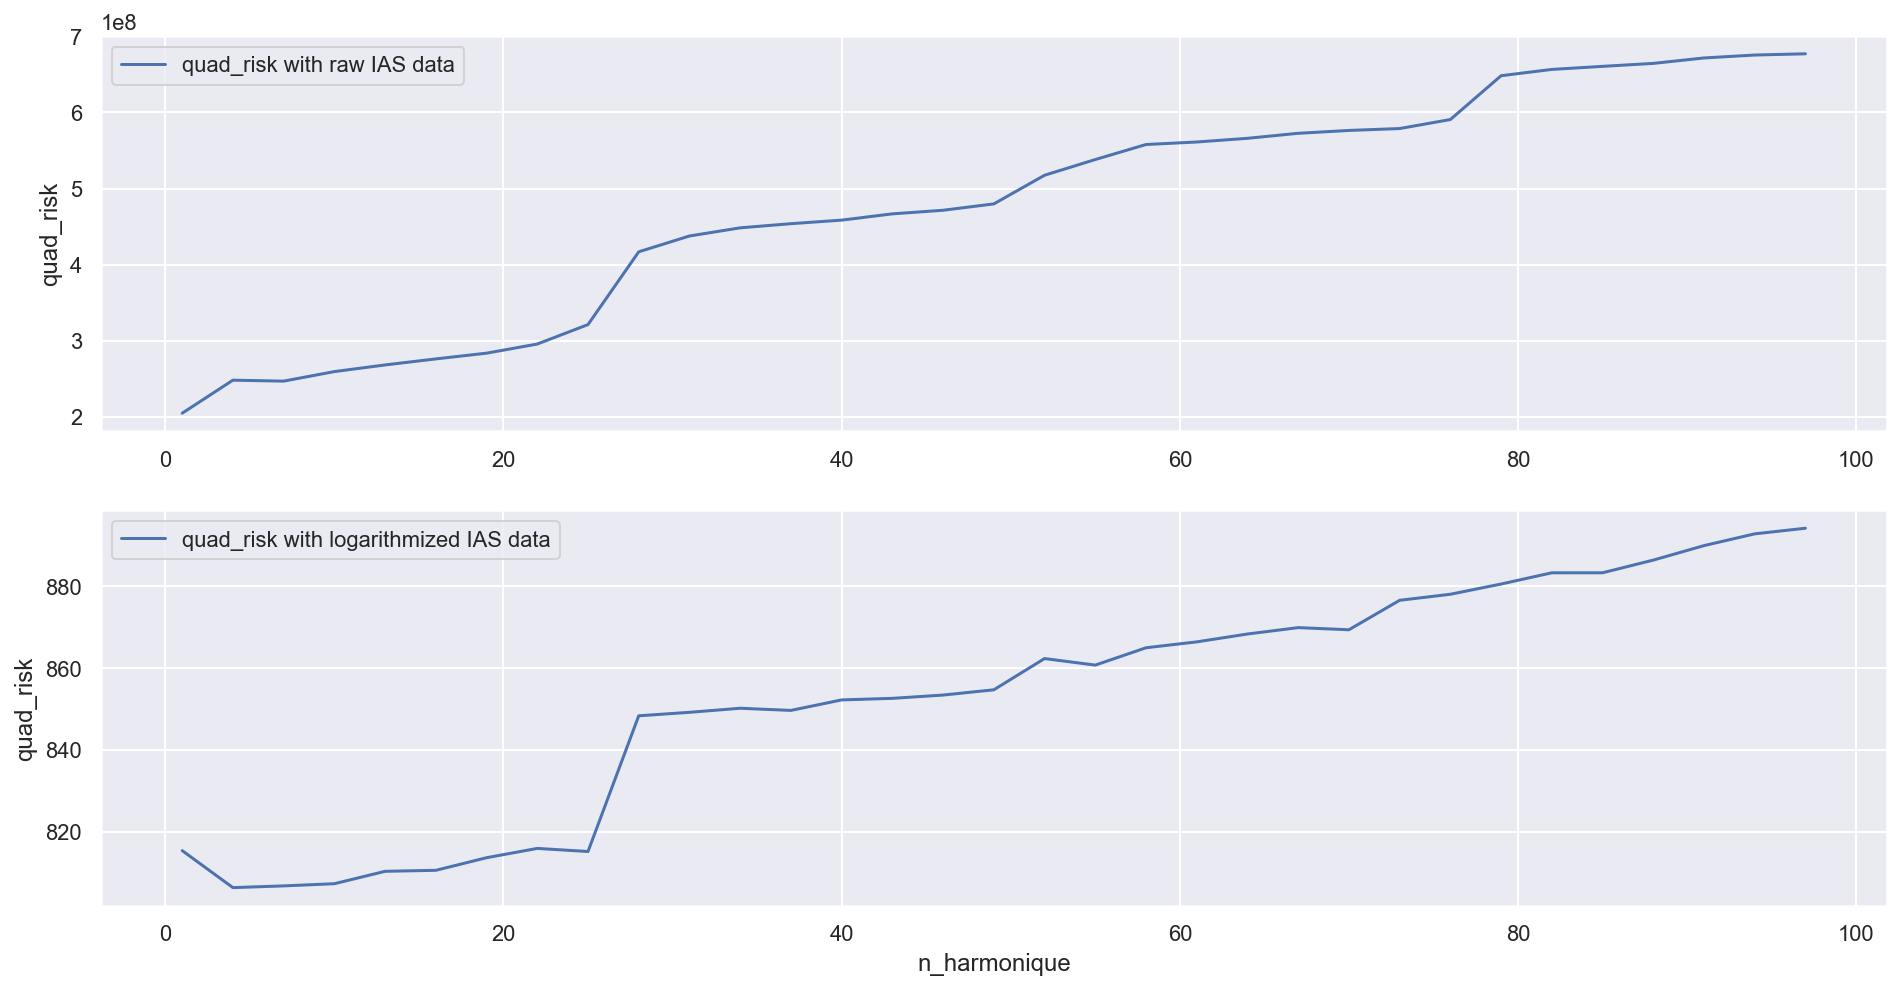 1e8
7
quad_risk with raw IAS data
6
5
4
3
2
quad_risk
0 20 40 60 80 100
quad_risk with logarithmized IAS data
880
860
840
820
quad_risk
0 20 40 60 80 100
n_harmonique